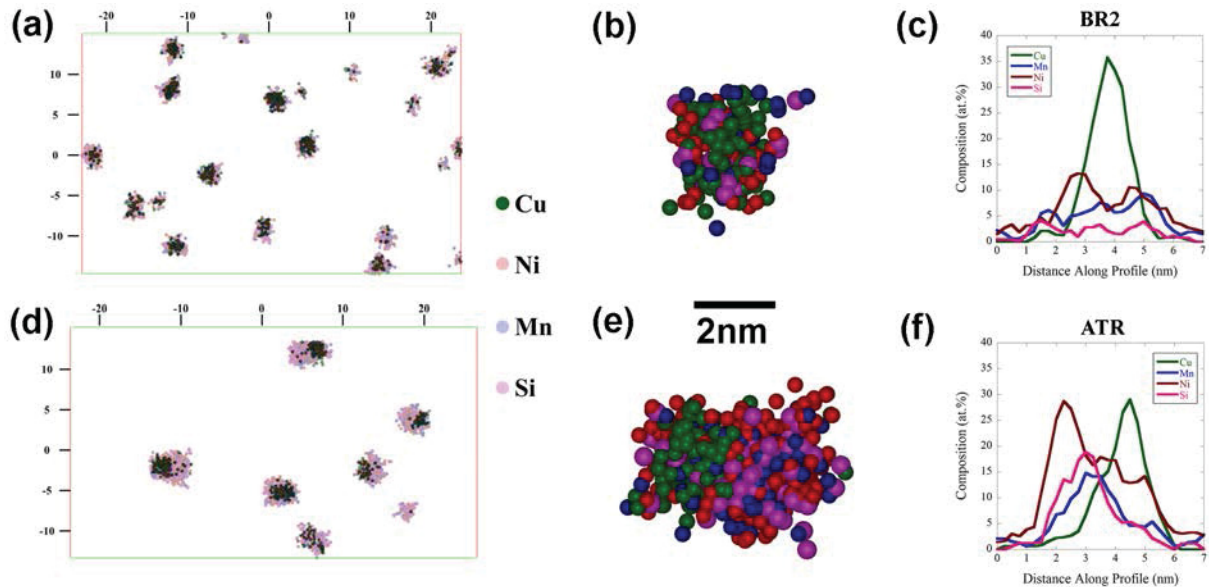 (a)
-20 -10 0 10 20
10
5
0
-5
-10
(b)
(c)
BR2
Composition (at.%)
40
35
30
25
20
15
10
5
0
Cu
Mn
Ni
Si
0 1 2 3 4 5 6 7
Distance Along Profile (nm)
Cu
Ni
Mn
Si
(d)
-20 -10 0 10 20
10
5
0
-5
-10
(e)
2nm
(f)
ATR
Composition (at.%)
40
35
30
25
20
15
10
5
0
Cu
Mn
Ni
Si
0 1 2 3 4 5 6 7
Distance Along Profile (nm)